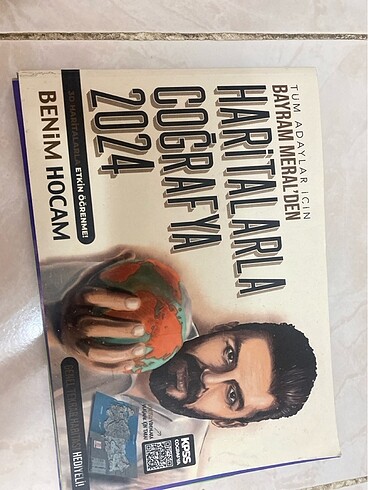 TÜM ADAYLAR İÇİN
BAYRAM MERAL'DEN
HARİTALARLA
COĞRAFYA
2024
3D HARİTALARLA ETKİN ÖĞRENME!
BENİM HOCAM
KPSS
COĞRAFYA
HEDİYELİ!